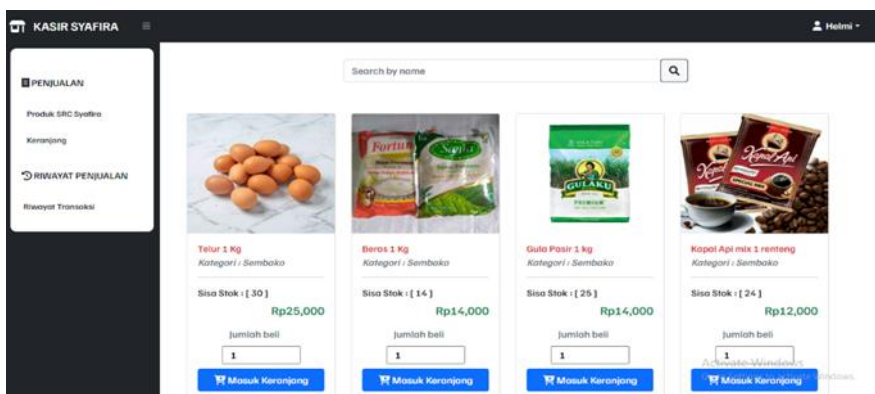 KASIR SYAFIRA
Helmi
Search by name
PENJUALAN
Produk SRC Syafira
Keranjang
RIWAYAT PENJUALAN
Riwayat Transaksi
Fortun
GULAKU
PREMIUM
Kapal Api
SPECIAL MIX
Telur 1 Kg
Kategori : Sembako
Sisa Stok : [ 30 ]
Rp25,000
Jumlah beli
1
Masuk Keranjang
Beras 1 Kg
Kategori : Sembako
Sisa Stok : [ 14 ]
Rp14,000
Jumlah beli
1
Masuk Keranjang
Gula Pasir 1 kg
Kategori : Sembako
Sisa Stok : [ 25 ]
Rp14,000
Jumlah beli
1
Masuk Keranjang
Kapal Api mix 1 renteng
Kategori : Sembako
Sisa Stok : [ 24 ]
Rp12,000
Jumlah beli
1
Masuk Keranjang
Activate Windows